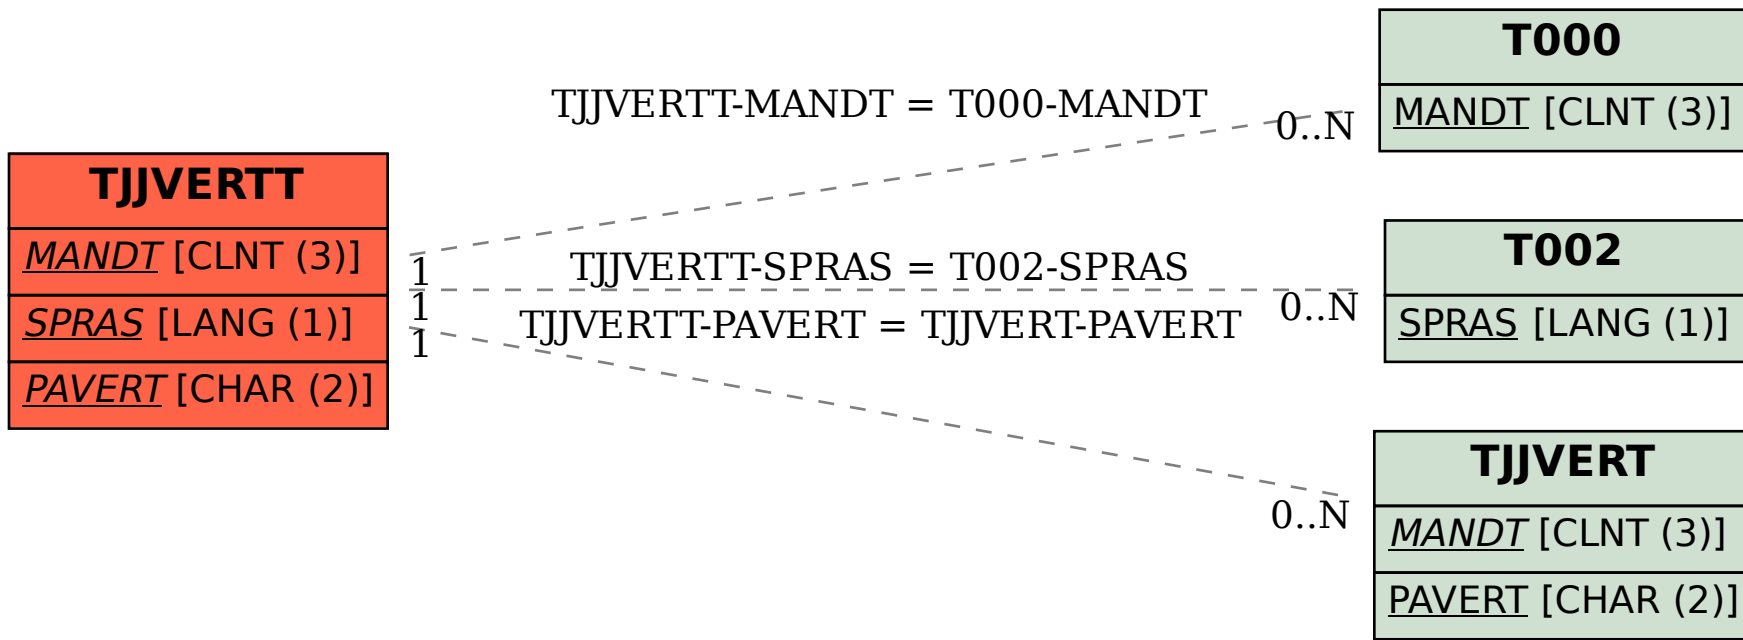 TJJVERTT
MANDT [CLNT (3)]
SPRAS [LANG (1)]
PAVERT [CHAR (2)]
TJJVERTT-MANDT = T000-MANDT
0..N
1
TJJVERTT-SPRAS = T002-SPRAS
0..N
1
TJJVERTT-PAVERT = TJJVERT-PAVERT
0..N
1
T000
MANDT [CLNT (3)]
T002
SPRAS [LANG (1)]
TJJVERT
MANDT [CLNT (3)]
PAVERT [CHAR (2)]